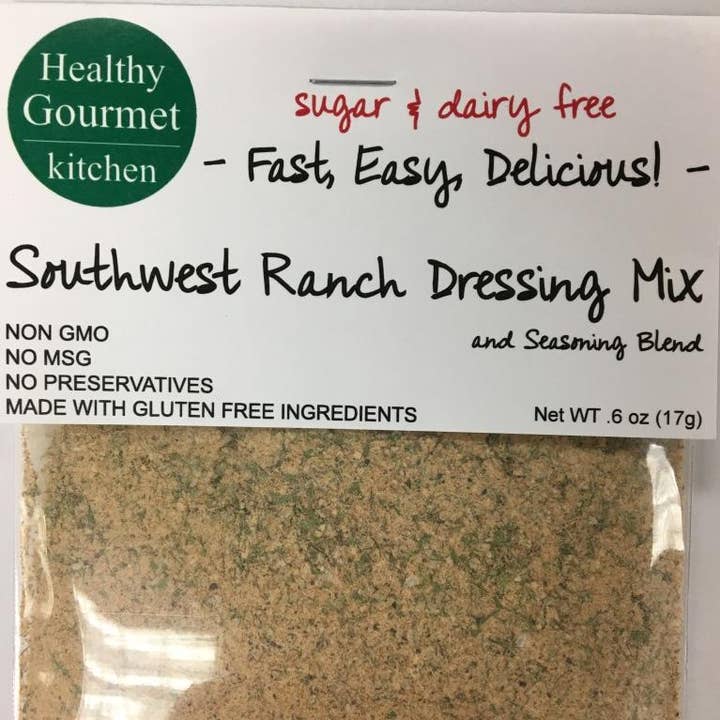 Healthy
Gourmet
kitchen
sugar & dairy free
- Fast, Easy, Delicious! -
Southwest Ranch Dressing Mix
and Seasoning Blend
NON GMO
NO MSG
NO PRESERVATIVES
MADE WITH GLUTEN FREE INGREDIENTS
Net WT .6 oz (17g)